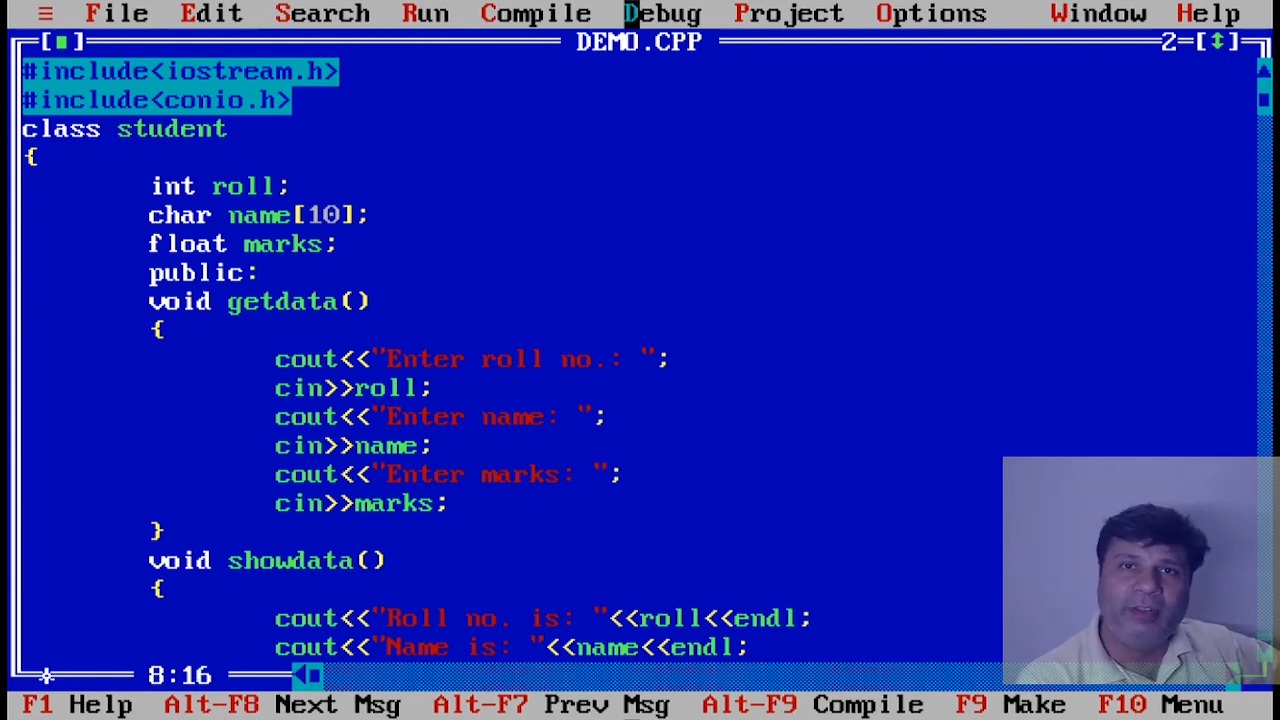 ≡ File Edit Search Run Compile Debug Project Options Window Help
[■] DEMO.CPP 2=[↕]
#include<iostream.h>
#include<conio.h>
class student
{
int roll;
char name[10];
float marks;
public:
void getdata()
{
cout<<"Enter roll no.: ";
cin>>roll;
cout<<"Enter name: ";
cin>>name;
cout<<"Enter marks: ";
cin>>marks;
}
void showdata()
{
cout<<"Roll no. is: "<<roll<<endl;
cout<<"Name is: "<<name<<endl;
8:16
F1 Help Alt-F8 Next Msg Alt-F7 Prev Msg Alt-F9 Compile F9 Make F10 Menu